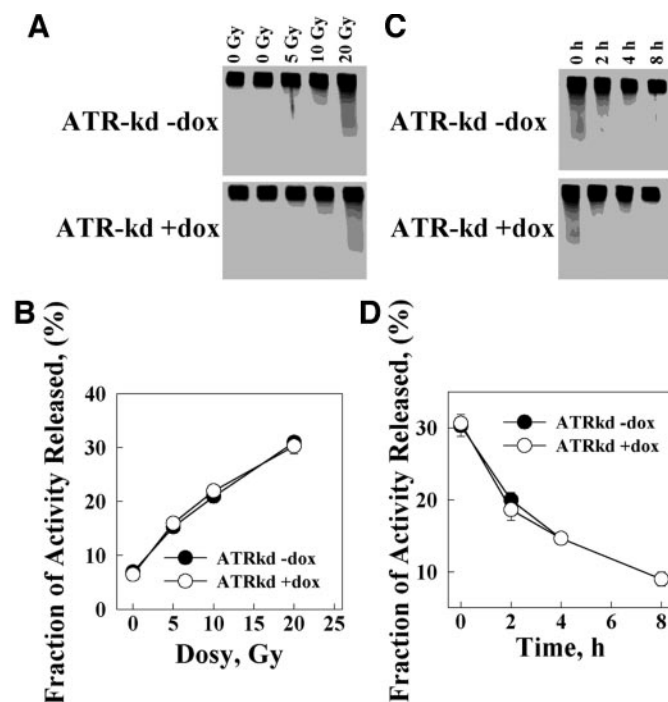 A
0 Gy
0 Gy
5 Gy
10 Gy
20 Gy
ATR-kd -dox
ATR-kd +dox
C
0 h
2 h
4 h
8 h
ATR-kd -dox
ATR-kd +dox
B
Fraction of Activity Released, (%)
40
30
20
10
0
ATRkd -dox
ATRkd +dox
0 5 10 15 20 25
Dosy, Gy
D
Fraction of Activity Released, (%)
30
20
10
ATRkd -dox
ATRkd +dox
0 2 4 6 8
Time, h